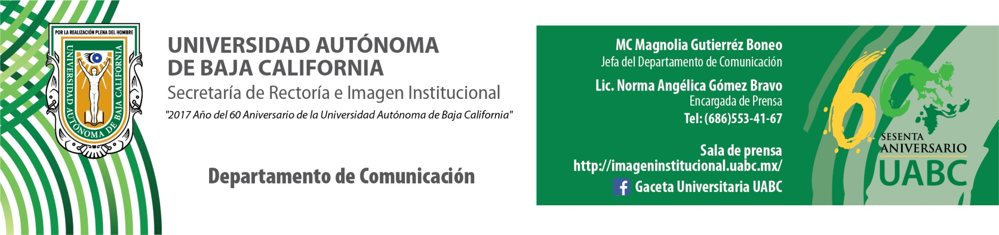 POR LA REALIZACIÓN PLENA DEL HOMBRE
UNIVERSIDAD AUTÓNOMA DE BAJA CALIFORNIA
UNIVERSIDAD AUTÓNOMA
DE BAJA CALIFORNIA
Secretaría de Rectoría e Imagen Institucional
"2017 Año del 60 Aniversario de la Universidad Autónoma de Baja California"
Departamento de Comunicación
MC Magnolia Gutierréz Boneo
Jefa del Departamento de Comunicación
Lic. Norma Angélica Gómez Bravo
Encargada de Prensa
Tel: (686)553-41-67
Sala de prensa
http://imageninstitucional.uabc.mx/
f Gaceta Universitaria UABC
60
SESENTA
ANIVERSARIO
UABC